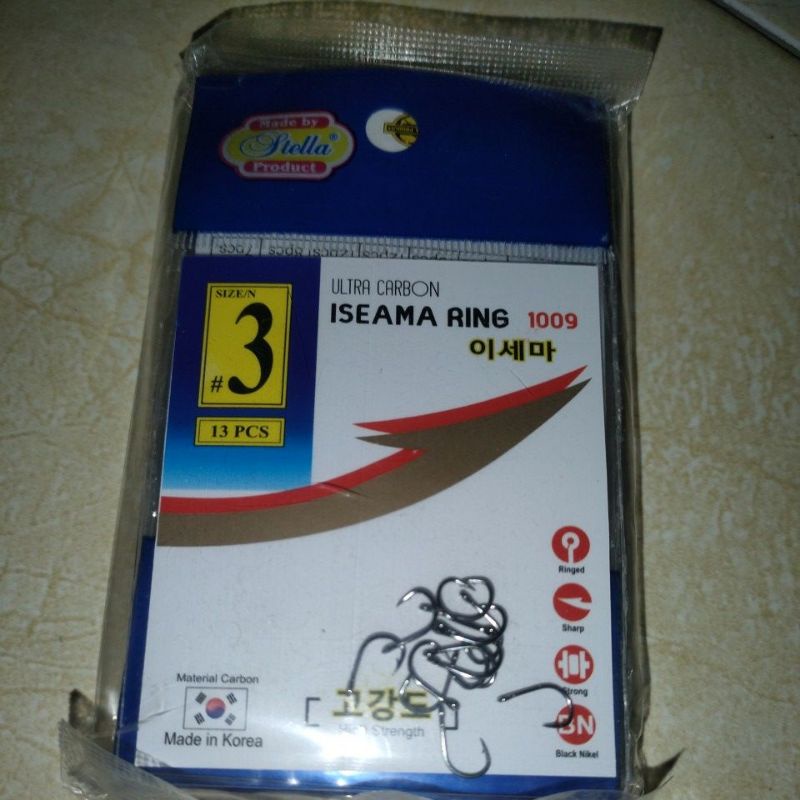 Made by
Stella®
Product
SIZE/N
#3
13 PCS
ULTRA CARBON
ISEAMA RING 1009
이세마
Ringed
Sharp
Strong
BN
Black Nikel
Material Carbon
Made in Korea
고강도
High Strength